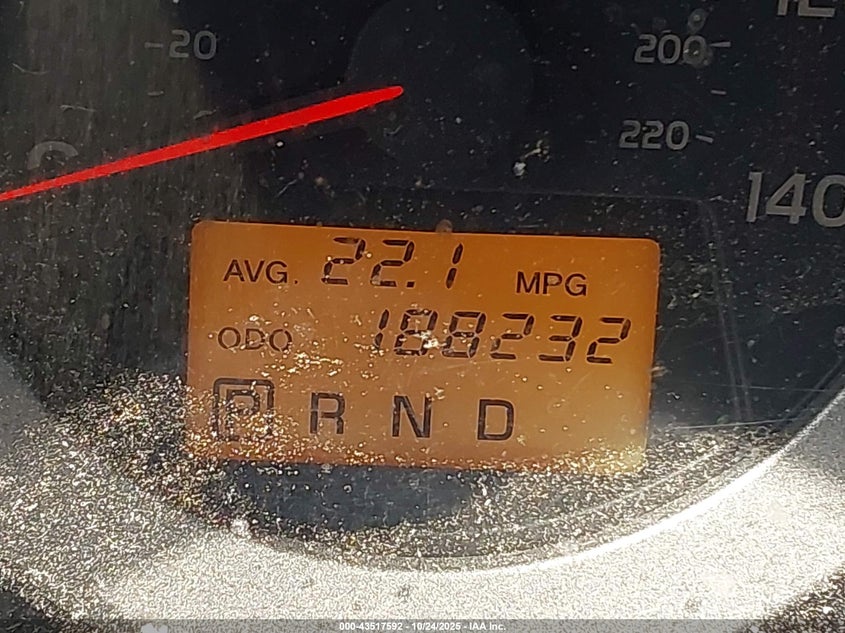 20
200
220
140
AVG. 22.1 MPG
ODO 188232
P R N D
000-43517592 - 10/24/2025 - IAA Inc.